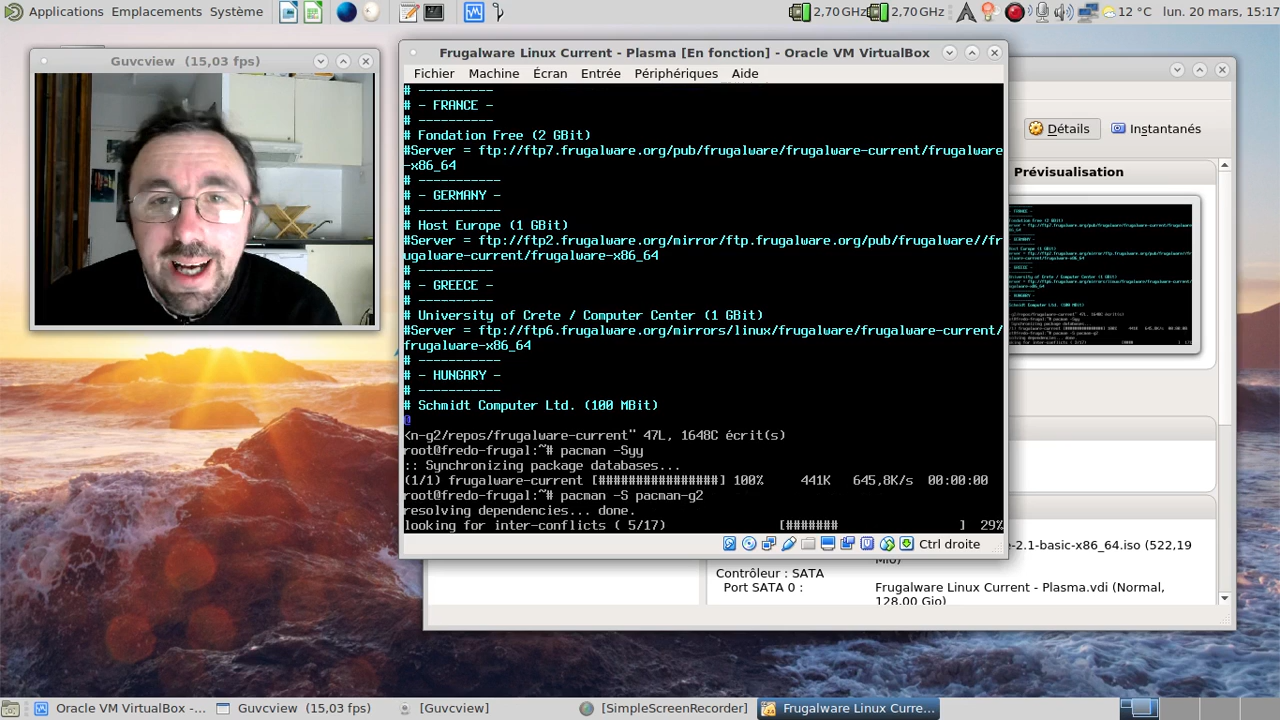 Applications Emplacements Système
2,70 GHz 2,70 GHz 12 °C lun. 20 mars, 15:17
Guvcview (15,03 fps)
Frugalware Linux Current - Plasma [En fonction] - Oracle VM VirtualBox
Fichier Machine Écran Entrée Périphériques Aide
# ----------
# - FRANCE -
# ----------
# Fondation Free (2 GBit)
#Server = ftp://ftp7.frugalware.org/pub/frugalware/frugalware-current/frugalware
-x86_64
# -----------
# - GERMANY -
# -----------
# Host Europe (1 GBit)
#Server = ftp://ftp2.frugalware.org/mirror/ftp.frugalware.org/pub/frugalware//fr
ugalware-current/frugalware-x86_64
# ----------
# - GREECE -
# ----------
# University of Crete / Computer Center (1 GBit)
#Server = ftp://ftp6.frugalware.org/mirrors/linux/frugalware/frugalware-current/
frugalware-x86_64
# -----------
# - HUNGARY -
# -----------
# Schmidt Computer Ltd. (100 MBit)
@
<n-g2/repos/frugalware-current" 47L, 1648C écrit(s)
root@fredo-frugal:~# pacman -Syy
:: Synchronizing package databases...
(1/1) frugalware-current [################] 100% 441K 645,8K/s 00:00:00
root@fredo-frugal:~# pacman -S pacman-g2
resolving dependencies... done.
looking for inter-conflicts ( 5/17) [####### ] 29%
Ctrl droite
Détails Instantanés
Prévisualisation
e-2.1-basic-x86_64.iso (522,19
Mio)
Contrôleur : SATA
Port SATA 0 : Frugalware Linux Current - Plasma.vdi (Normal,
128,00 Gio)
Oracle VM VirtualBox -... Guvcview (15,03 fps) [Guvcview] [SimpleScreenRecorder] Frugalware Linux Curre...